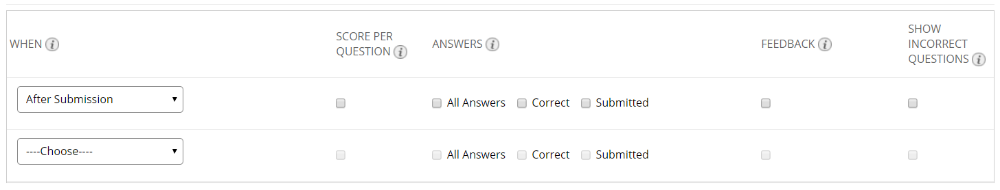 WHEN
SCORE PER
QUESTION
ANSWERS
FEEDBACK
SHOW
INCORRECT
QUESTIONS
After Submission
All Answers Correct Submitted
----Choose----
All Answers Correct Submitted